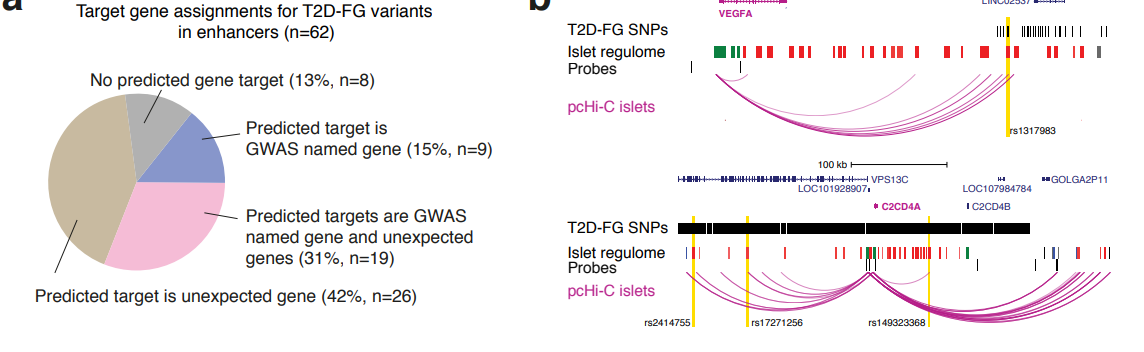 a
Target gene assignments for T2D-FG variants
in enhancers (n=62)
No predicted gene target (13%, n=8)
Predicted target is
GWAS named gene (15%, n=9)
Predicted targets are GWAS
named gene and unexpected
genes (31%, n=19)
Predicted target is unexpected gene (42%, n=26)
b
VEGFA
LINC02537
T2D-FG SNPs
Islet regulome
Probes
pcHi-C islets
rs1317983
100 kb
VPS13C
LOC101928907
LOC107984784
GOLGA2P11
C2CD4A
C2CD4B
T2D-FG SNPs
Islet regulome
Probes
pcHi-C islets
rs2414755
rs17271256
rs149323368